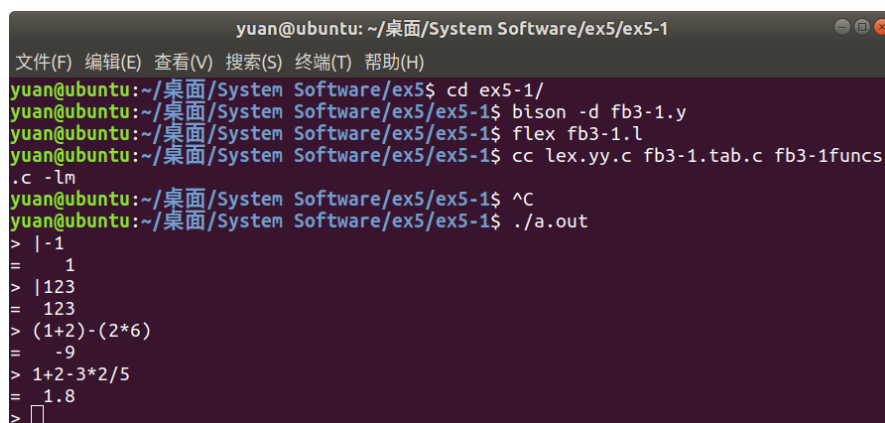 yuan@ubuntu: ~/桌面/System Software/ex5/ex5-1
文件(F) 编辑(E) 查看(V) 搜索(S) 终端(T) 帮助(H)
yuan@ubuntu:~/桌面/System Software/ex5$ cd ex5-1/
yuan@ubuntu:~/桌面/System Software/ex5/ex5-1$ bison -d fb3-1.y
yuan@ubuntu:~/桌面/System Software/ex5/ex5-1$ flex fb3-1.l
yuan@ubuntu:~/桌面/System Software/ex5/ex5-1$ cc lex.yy.c fb3-1.tab.c fb3-1funcs
.c -lm
yuan@ubuntu:~/桌面/System Software/ex5/ex5-1$ ^C
yuan@ubuntu:~/桌面/System Software/ex5/ex5-1$ ./a.out
> |-1
=    1
> |123
=  123
> (1+2)-(2*6)
=   -9
> 1+2-3*2/5
=  1.8
>